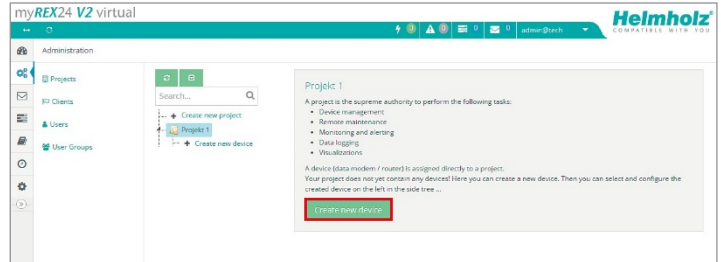 myREX24 V2 virtual
Helmholz
COMPATIBLE WITH YOU
0 0 0 0 admin@tech
Administration
Projects
Clients
Users
User Groups
Search...
Create new project
Projekt 1
Create new device
Projekt 1
A project is the supreme authority to perform the following tasks:
• Device management
• Remote maintenance
• Monitoring and alerting
• Data logging
• Visualizations
A device (data modem / router) is assigned directly to a project.
Your project does not yet contain any devices! Here you can create a new device. Then you can select and configure the
created device on the left in the side tree ...
Create new device